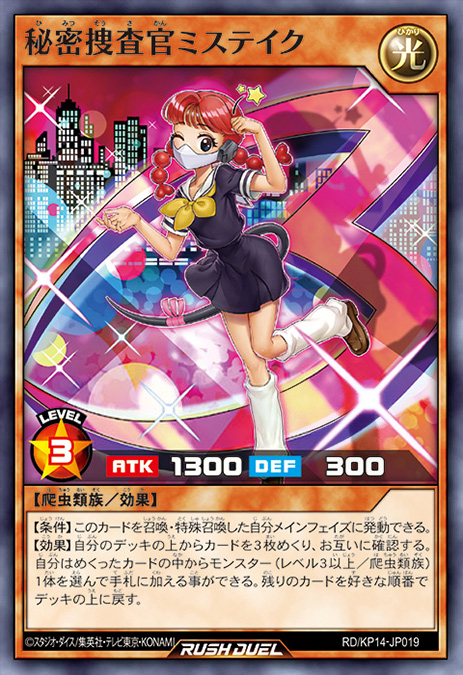 秘密捜査官ミステイク
光
LEVEL
3
ATK 1300 DEF 300
【爬虫類族／効果】
【条件】このカードを召喚・特殊召喚した自分メインフェイズに発動できる。
【効果】自分のデッキの上からカードを3枚めくり、お互いに確認する。
自分はめくったカードの中からモンスター（レベル3以上／爬虫類族）
1体を選んで手札に加える事ができる。残りのカードを好きな順番で
デッキの上に戻す。
©スタジオ・ダイス/集英社・テレビ東京・KONAMI
RUSH DUEL
RD/KP14-JP019